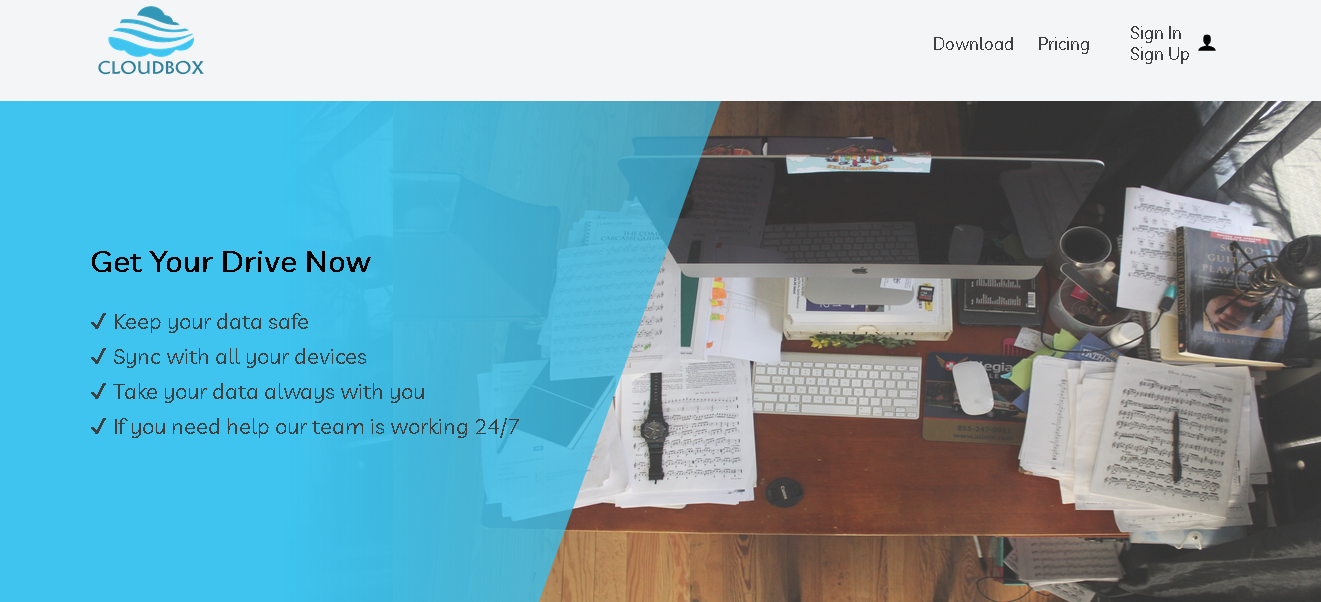 CLOUDBOX
Download
Pricing
Sign In
Sign Up
Get Your Drive Now
✓ Keep your data safe
✓ Sync with all your devices
✓ Take your data always with you
✓ If you need help our team is working 24/7